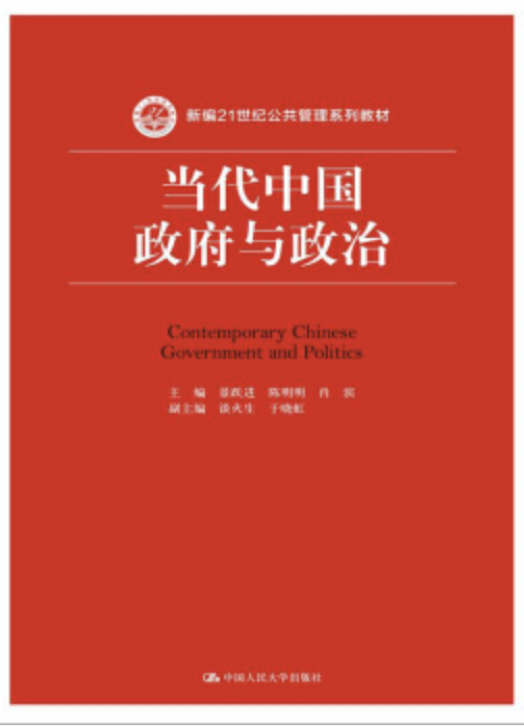 新编21世纪公共管理系列教材
当代中国
政府与政治
Contemporary Chinese
Government and Politics
主 编 景跃进 陈明明 肖 滨
副主编 谈火生 于晓虹
中国人民大学出版社